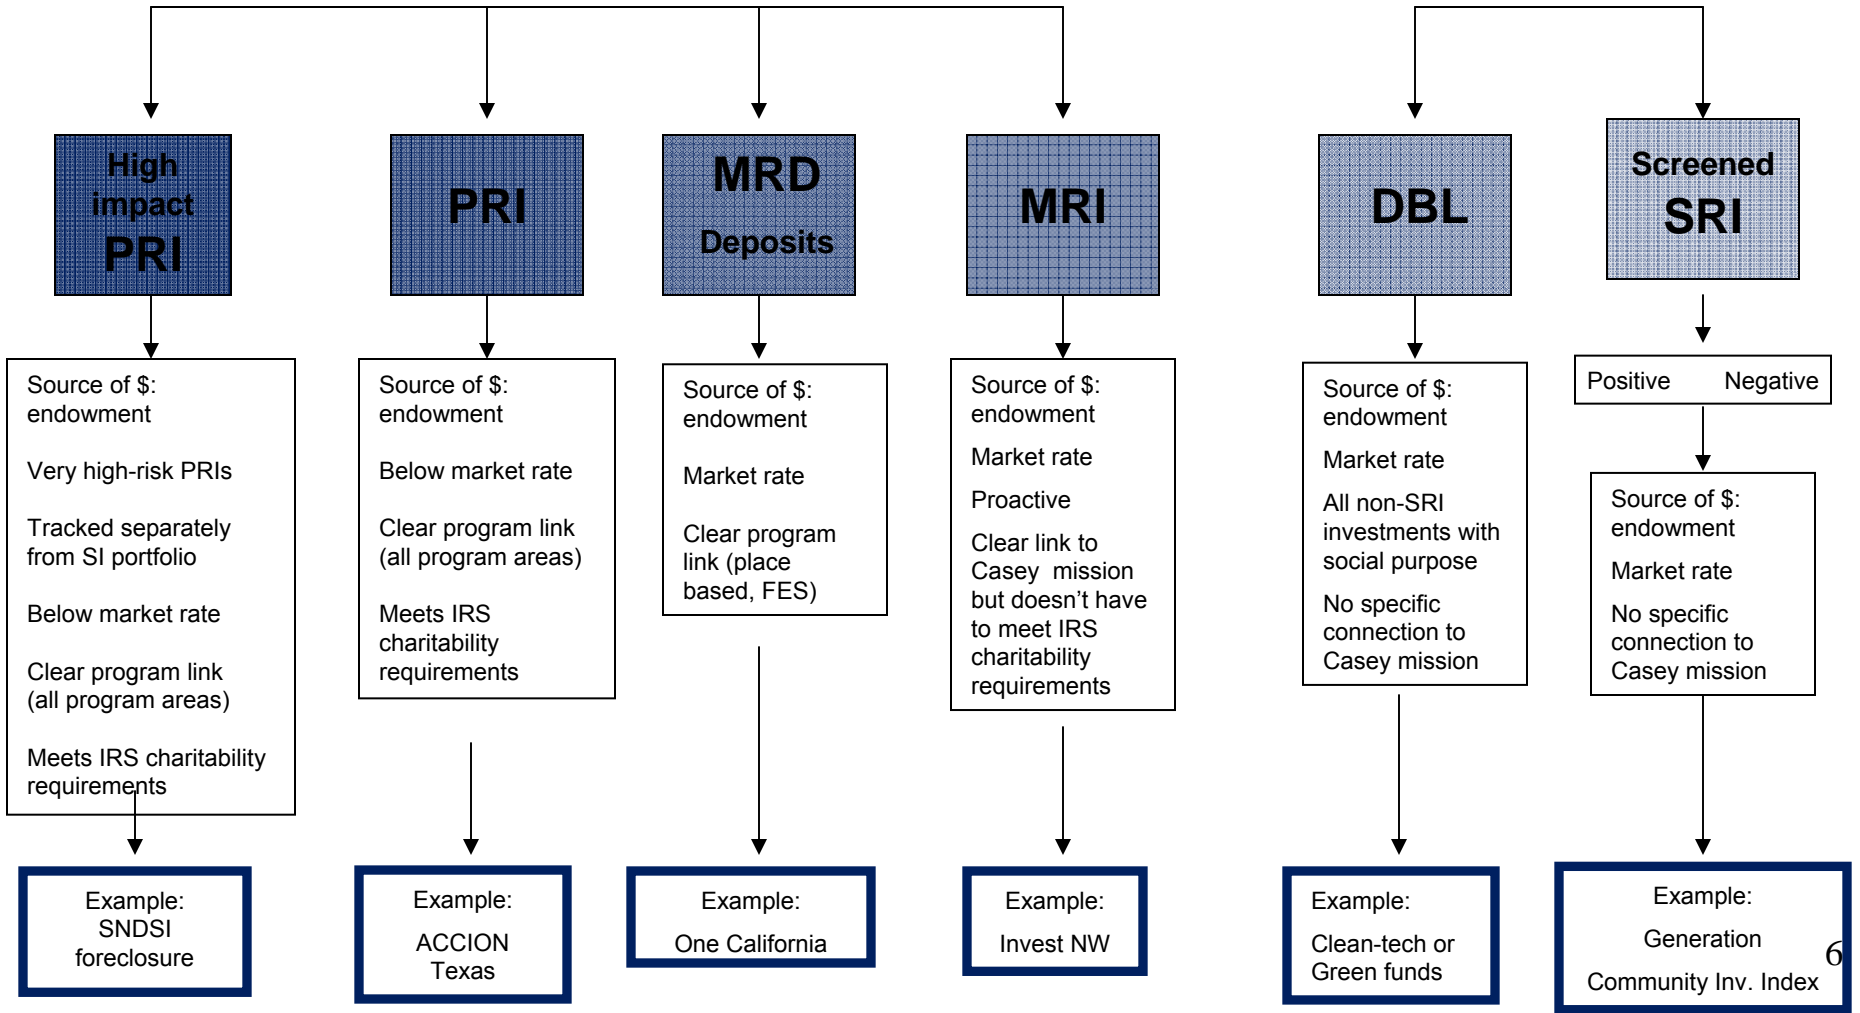 High
impact
PRI
PRI
MRD
Deposits
MRI
DBL
Screened
SRI
Source of $:
endowment
Very high-risk PRIs
Tracked separately
from SI portfolio
Below market rate
Clear program link
(all program areas)
Meets IRS charitability
requirements
Source of $:
endowment
Below market rate
Clear program link
(all program areas)
Meets IRS
charitability
requirements
Source of $:
endowment
Market rate
Clear program
link (place
based, FES)
Source of $:
endowment
Market rate
Proactive
Clear link to
Casey mission
but doesn’t have
to meet IRS
charitability
requirements
Source of $:
endowment
Market rate
All non-SRI
investments with
social purpose
No specific
connection to
Casey mission
Positive Negative
Source of $:
endowment
Market rate
No specific
connection to
Casey mission
Example:
SNDSI
foreclosure
Example:
ACCION
Texas
Example:
One California
Example:
Invest NW
Example:
Clean-tech or
Green funds
Example:
Generation
Community Inv. Index
6